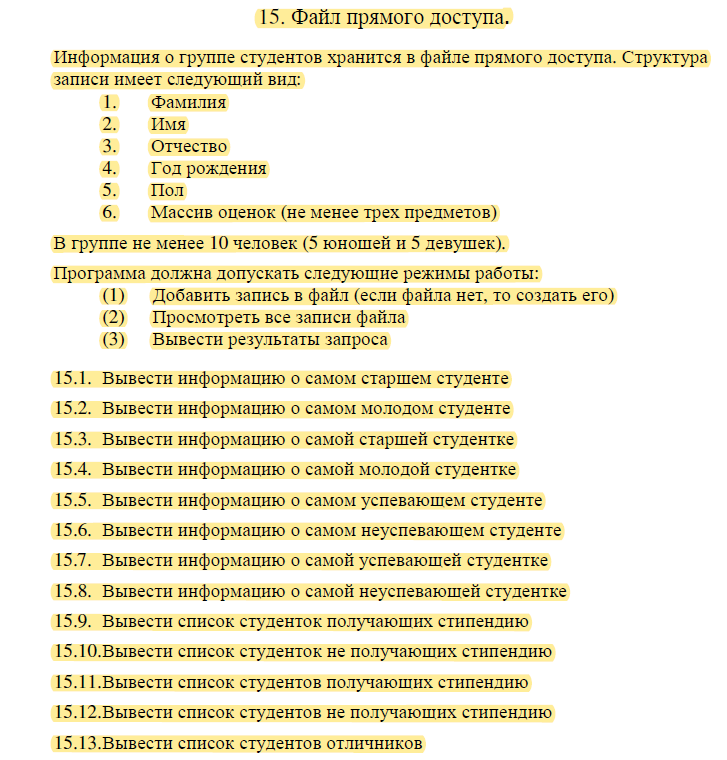 15. Файл прямого доступа.
Информация о группе студентов хранится в файле прямого доступа. Структура
записи имеет следующий вид:
1. Фамилия
2. Имя
3. Отчество
4. Год рождения
5. Пол
6. Массив оценок (не менее трех предметов)
В группе не менее 10 человек (5 юношей и 5 девушек).
Программа должна допускать следующие режимы работы:
(1) Добавить запись в файл (если файла нет, то создать его)
(2) Просмотреть все записи файла
(3) Вывести результаты запроса
15.1. Вывести информацию о самом старшем студенте
15.2. Вывести информацию о самом молодом студенте
15.3. Вывести информацию о самой старшей студентке
15.4. Вывести информацию о самой молодой студентке
15.5. Вывести информацию о самом успевающем студенте
15.6. Вывести информацию о самом неуспевающем студенте
15.7. Вывести информацию о самой успевающей студентке
15.8. Вывести информацию о самой неуспевающей студентке
15.9. Вывести список студенток получающих стипендию
15.10.Вывести список студенток не получающих стипендию
15.11.Вывести список студентов получающих стипендию
15.12.Вывести список студентов не получающих стипендию
15.13.Вывести список студентов отличников